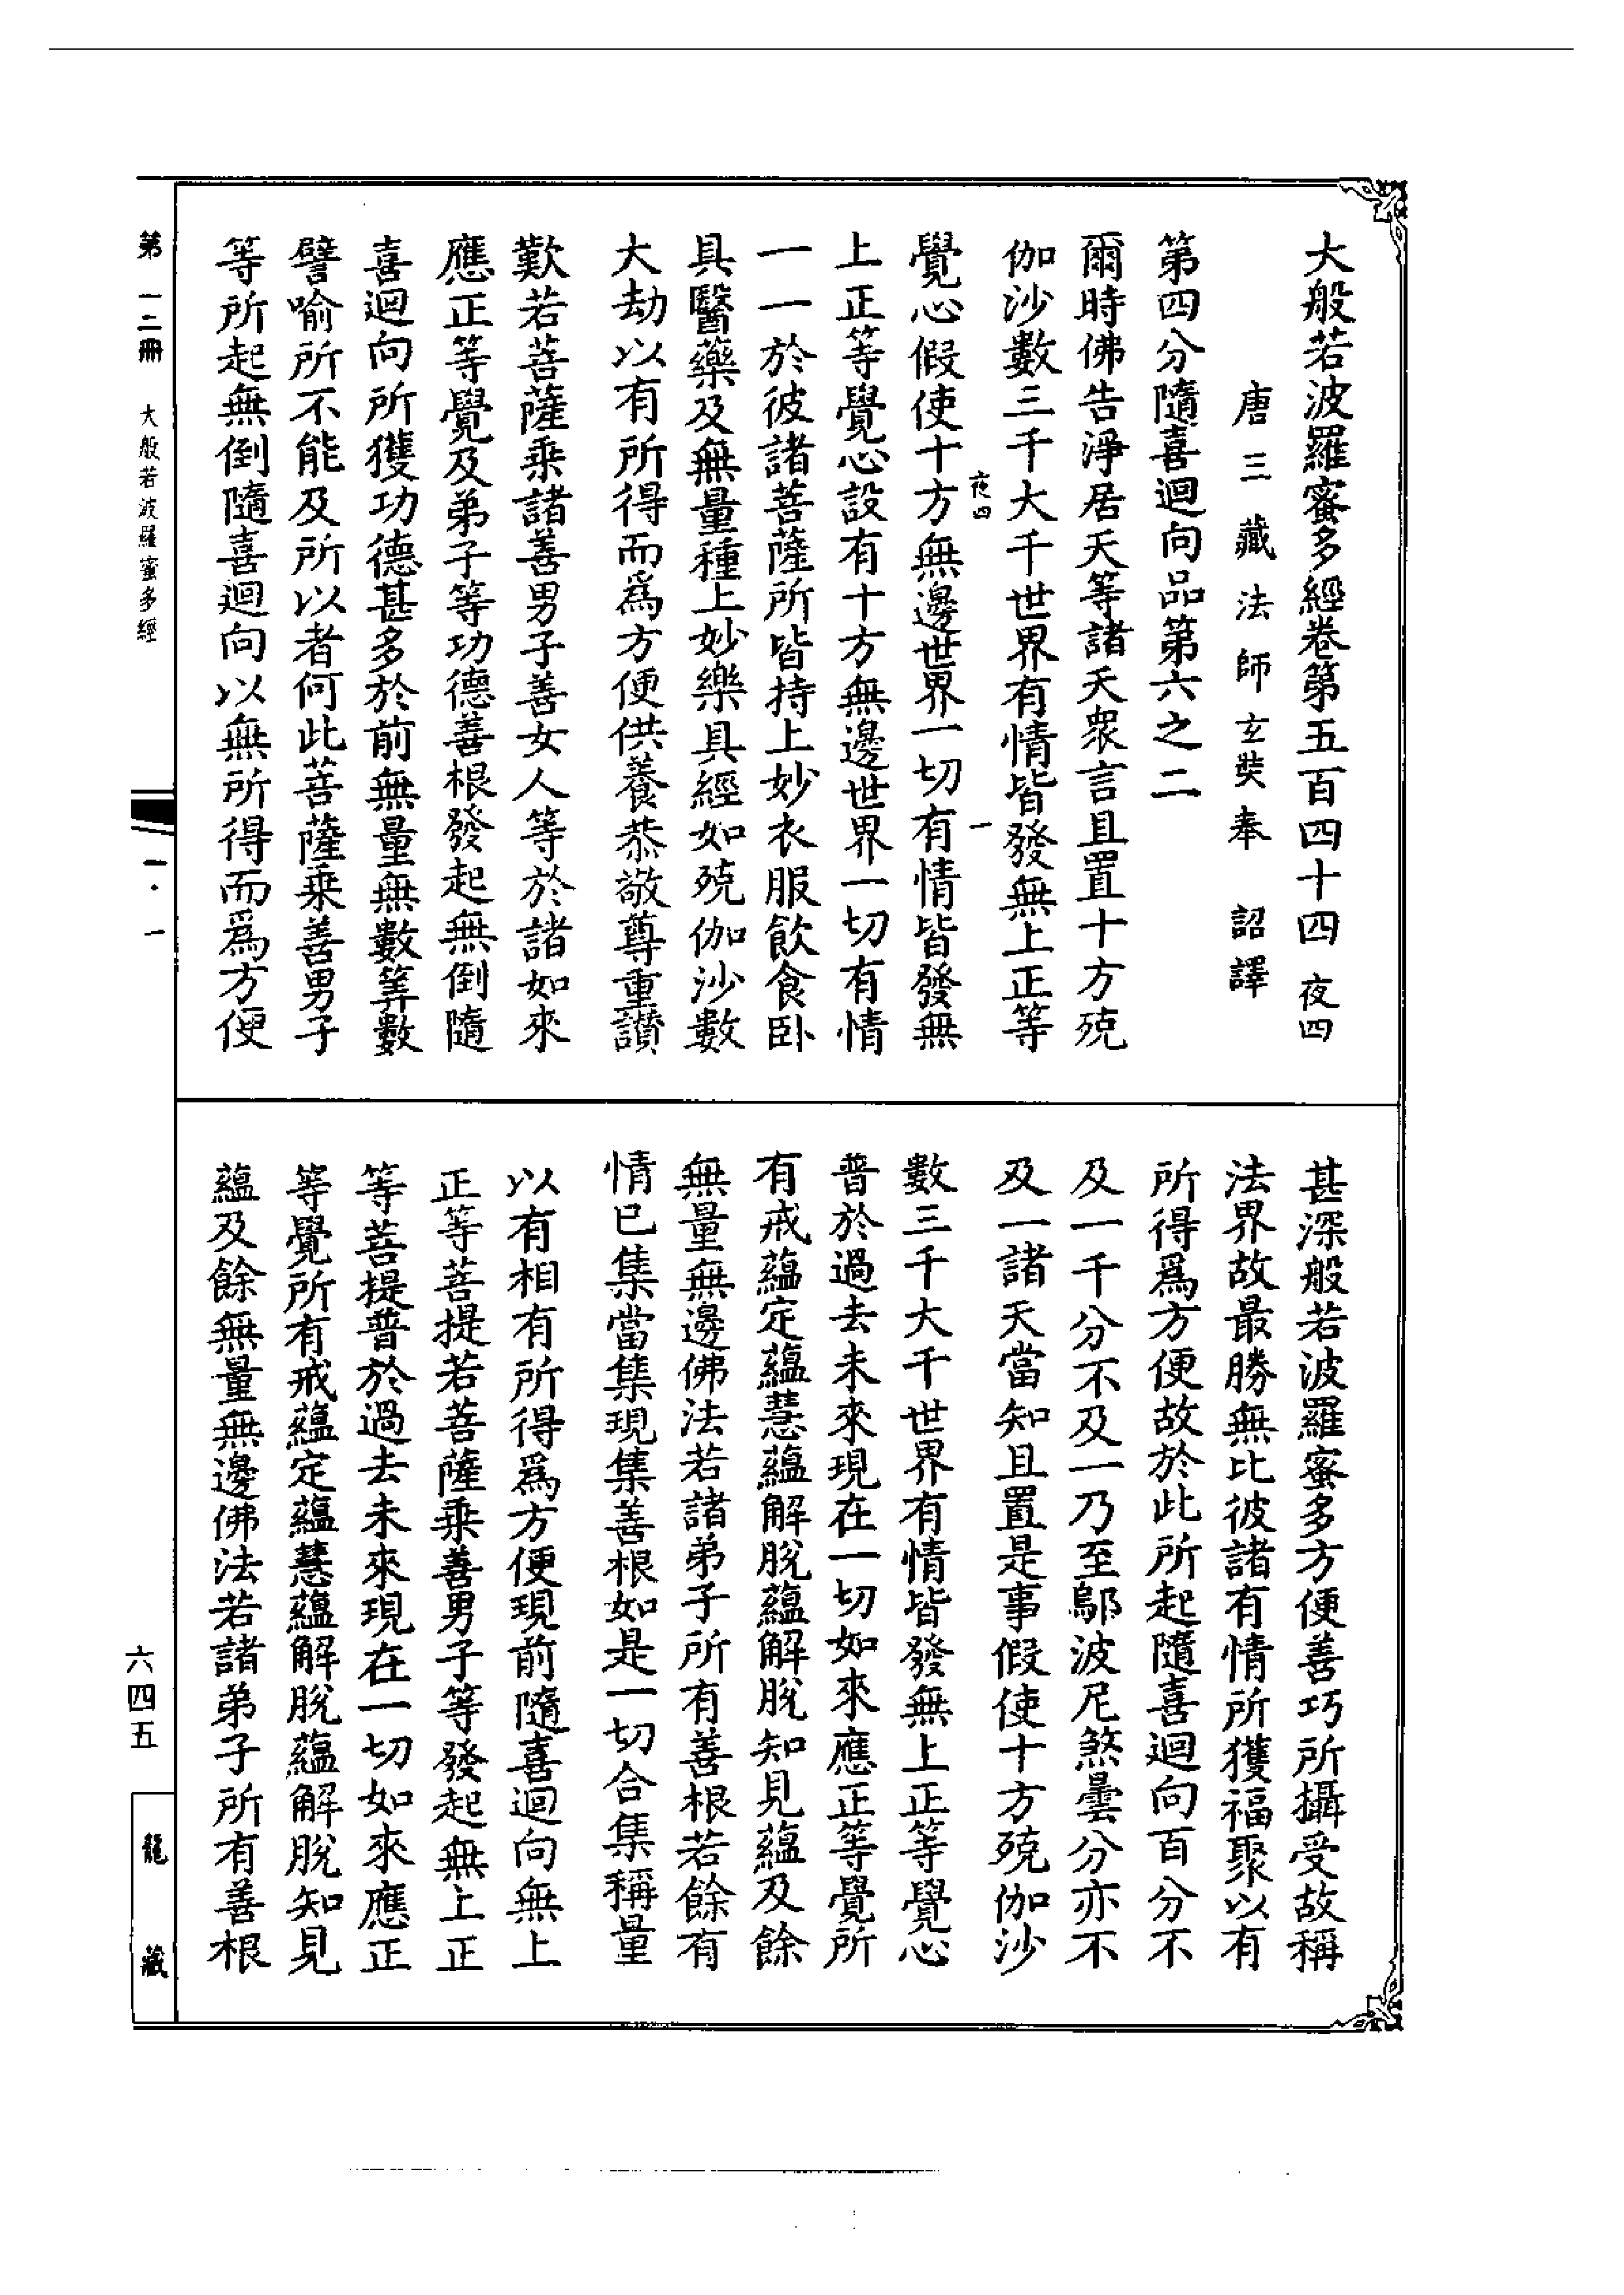 大般若波羅蜜多經卷第五百四十四 夜四
唐三藏法師玄奘奉 詔譯
第四分隨喜迴向品第六之二
爾時佛告淨居天等諸天衆言且置十方殑
伽沙數三千大千世界有情皆發無上正等
夜四 一
覺心假使十方無邊世界一切有情皆發無
上正等覺心設有十方無邊世界一切有情
一一於彼諸菩薩所皆持上妙衣服飲食卧
具醫藥及無量種上妙樂具經如殑伽沙數
大劫以有所得而爲方便供養恭敬尊重讚
歎若菩薩乘諸善男子善女人等於諸如來
應正等覺及弟子等功德善根發起無倒隨
喜迴向所獲功德甚多於前無量無數筭數
譬喻所不能及所以者何此菩薩乘善男子
等所起無倒隨喜迴向以無所得而爲方便
甚深般若波羅蜜多方便善巧所攝受故稱
法界故最勝無比彼諸有情所獲福聚以有
所得爲方便故於此所起隨喜迴向百分不
及一千分不及一乃至鄔波尼煞曇分亦不
及一諸天當知且置是事假使十方殑伽沙
數三千大千世界有情皆發無上正等覺心
普於過去未來現在一切如來應正等覺所
有戒蘊定蘊慧蘊解脫蘊解脫知見蘊及餘
無量無邊佛法若諸弟子所有善根若餘有
情已集當集現集善根如是一切合集稱量
以有相有所得爲方便現前隨喜迴向無上
正等菩提若菩薩乘善男子等發起無上正
等菩提普於過去未來現在一切如來應正
等覺所有戒蘊定蘊慧蘊解脫蘊解脫知見
蘊及餘無量無邊佛法若諸弟子所有善根
第一二冊 大般若波羅蜜多經
一·一
六四五
龍藏